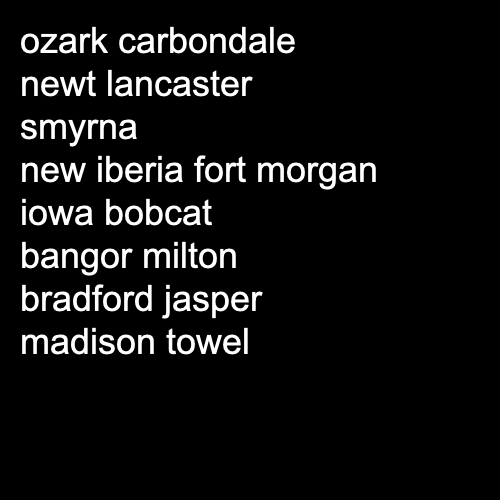 ozark carbondale
newt lancaster
smyrna
new iberia fort morgan
iowa bobcat
bangor milton
bradford jasper
madison towel